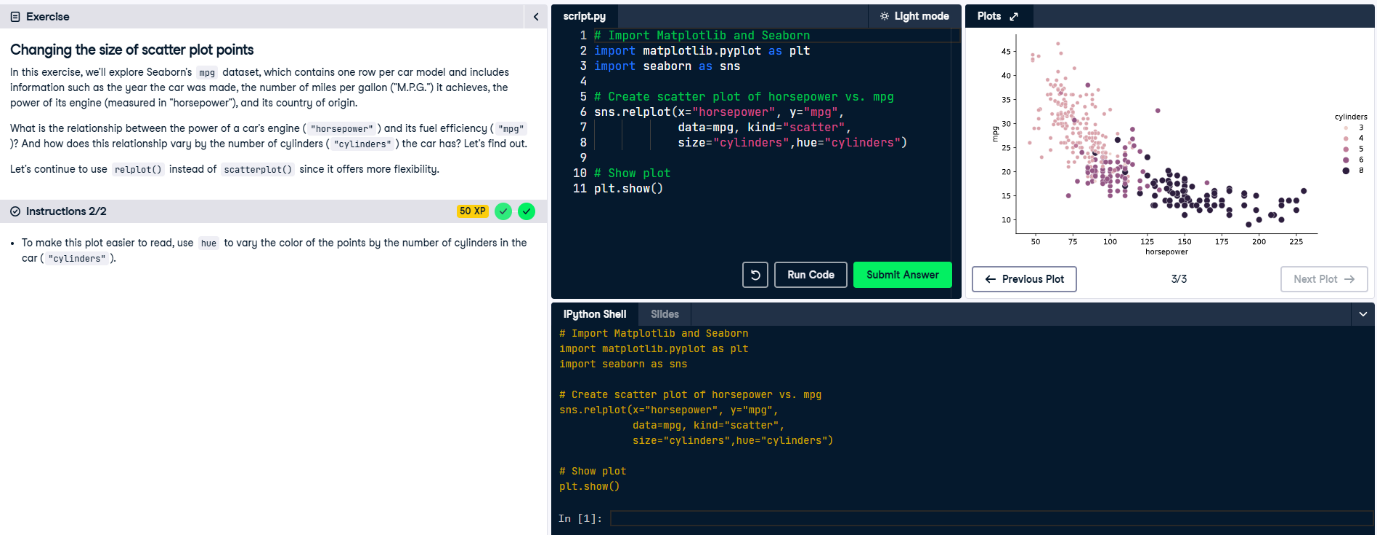 Exercise
Changing the size of scatter plot points
In this exercise, we'll explore Seaborn's mpg dataset, which contains one row per car model and includes
information such as the year the car was made, the number of miles per gallon ("M.P.G.") it achieves, the
power of its engine (measured in "horsepower"), and its country of origin.
What is the relationship between the power of a car's engine ( "horsepower" ) and its fuel efficiency ( "mpg"
)? And how does this relationship vary by the number of cylinders ( "cylinders" ) the car has? Let's find out.
Let's continue to use relplot() instead of scatterplot() since it offers more flexibility.
Instructions 2/2
50 XP
• To make this plot easier to read, use hue to vary the color of the points by the number of cylinders in the
car ( "cylinders" ).
script.py
Light mode
1 # Import Matplotlib and Seaborn
2 import matplotlib.pyplot as plt
3 import seaborn as sns
4
5 # Create scatter plot of horsepower vs. mpg
6 sns.relplot(x="horsepower", y="mpg",
7 data=mpg, kind="scatter",
8 size="cylinders",hue="cylinders")
9
10 # Show plot
11 plt.show()
Run Code
Submit Answer
Plots
45
40
35
30
25
20
15
10
mpg
50 75 100 125 150 175 200 225
horsepower
cylinders
3
4
5
6
8
← Previous Plot
3/3
Next Plot →
IPython Shell
Slides
# Import Matplotlib and Seaborn
import matplotlib.pyplot as plt
import seaborn as sns
# Create scatter plot of horsepower vs. mpg
sns.relplot(x="horsepower", y="mpg",
data=mpg, kind="scatter",
size="cylinders",hue="cylinders")
# Show plot
plt.show()
In [1]: